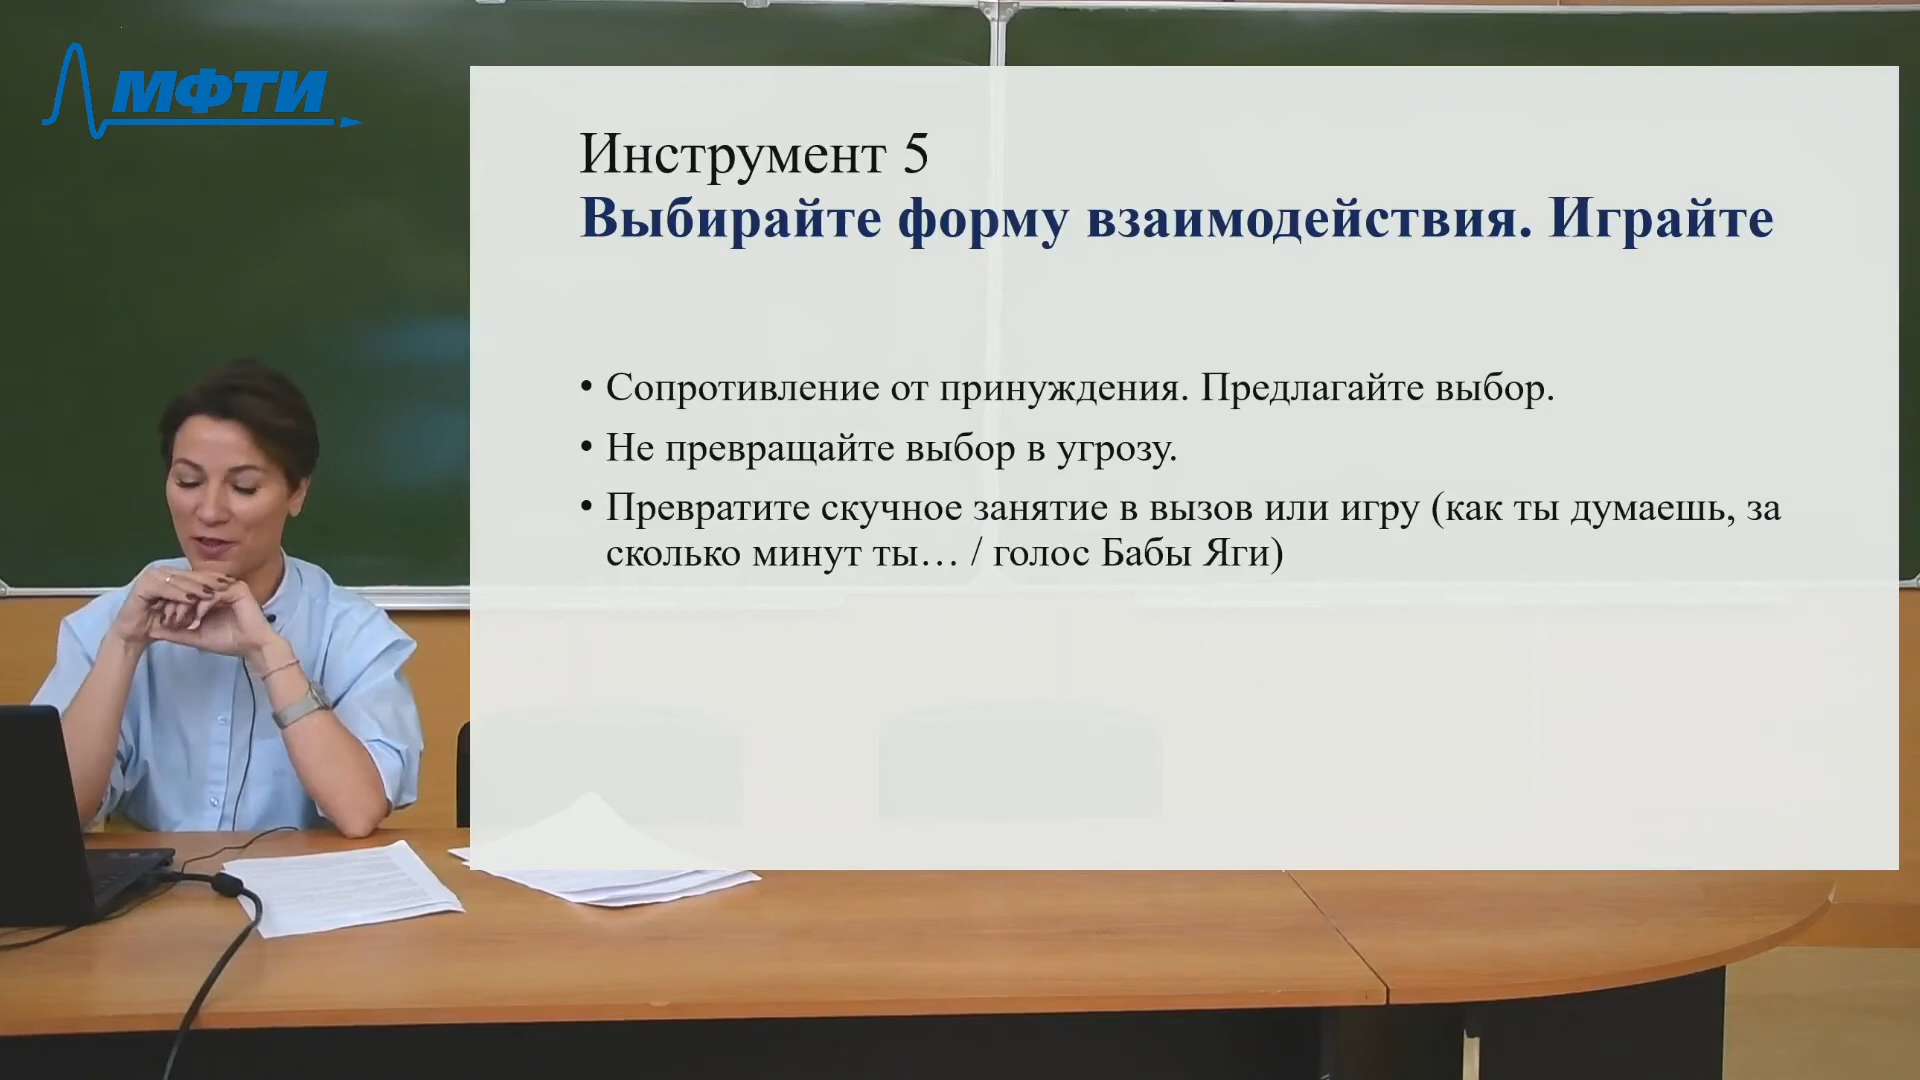 МФТИ
Инструмент 5
Выбирайте форму взаимодействия. Играйте
• Сопротивление от принуждения. Предлагайте выбор.
• Не превращайте выбор в угрозу.
• Превратите скучное занятие в вызов или игру (как ты думаешь, за
сколько минут ты… / голос Бабы Яги)